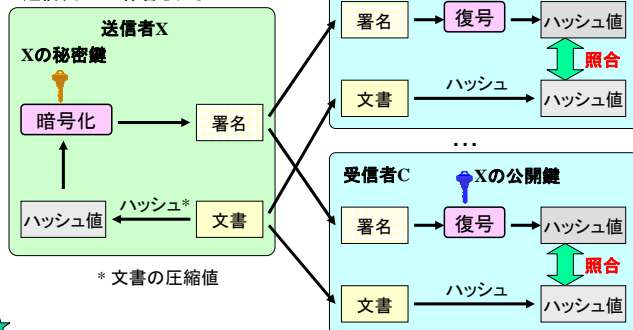 送信者X
Xの秘密鍵
暗号化
署名
ハッシュ値
ハッシュ*
文書
* 文書の圧縮値
署名
復号
ハッシュ値
照合
文書
ハッシュ
ハッシュ値
...
受信者C
Xの公開鍵
署名
復号
ハッシュ値
照合
文書
ハッシュ
ハッシュ値